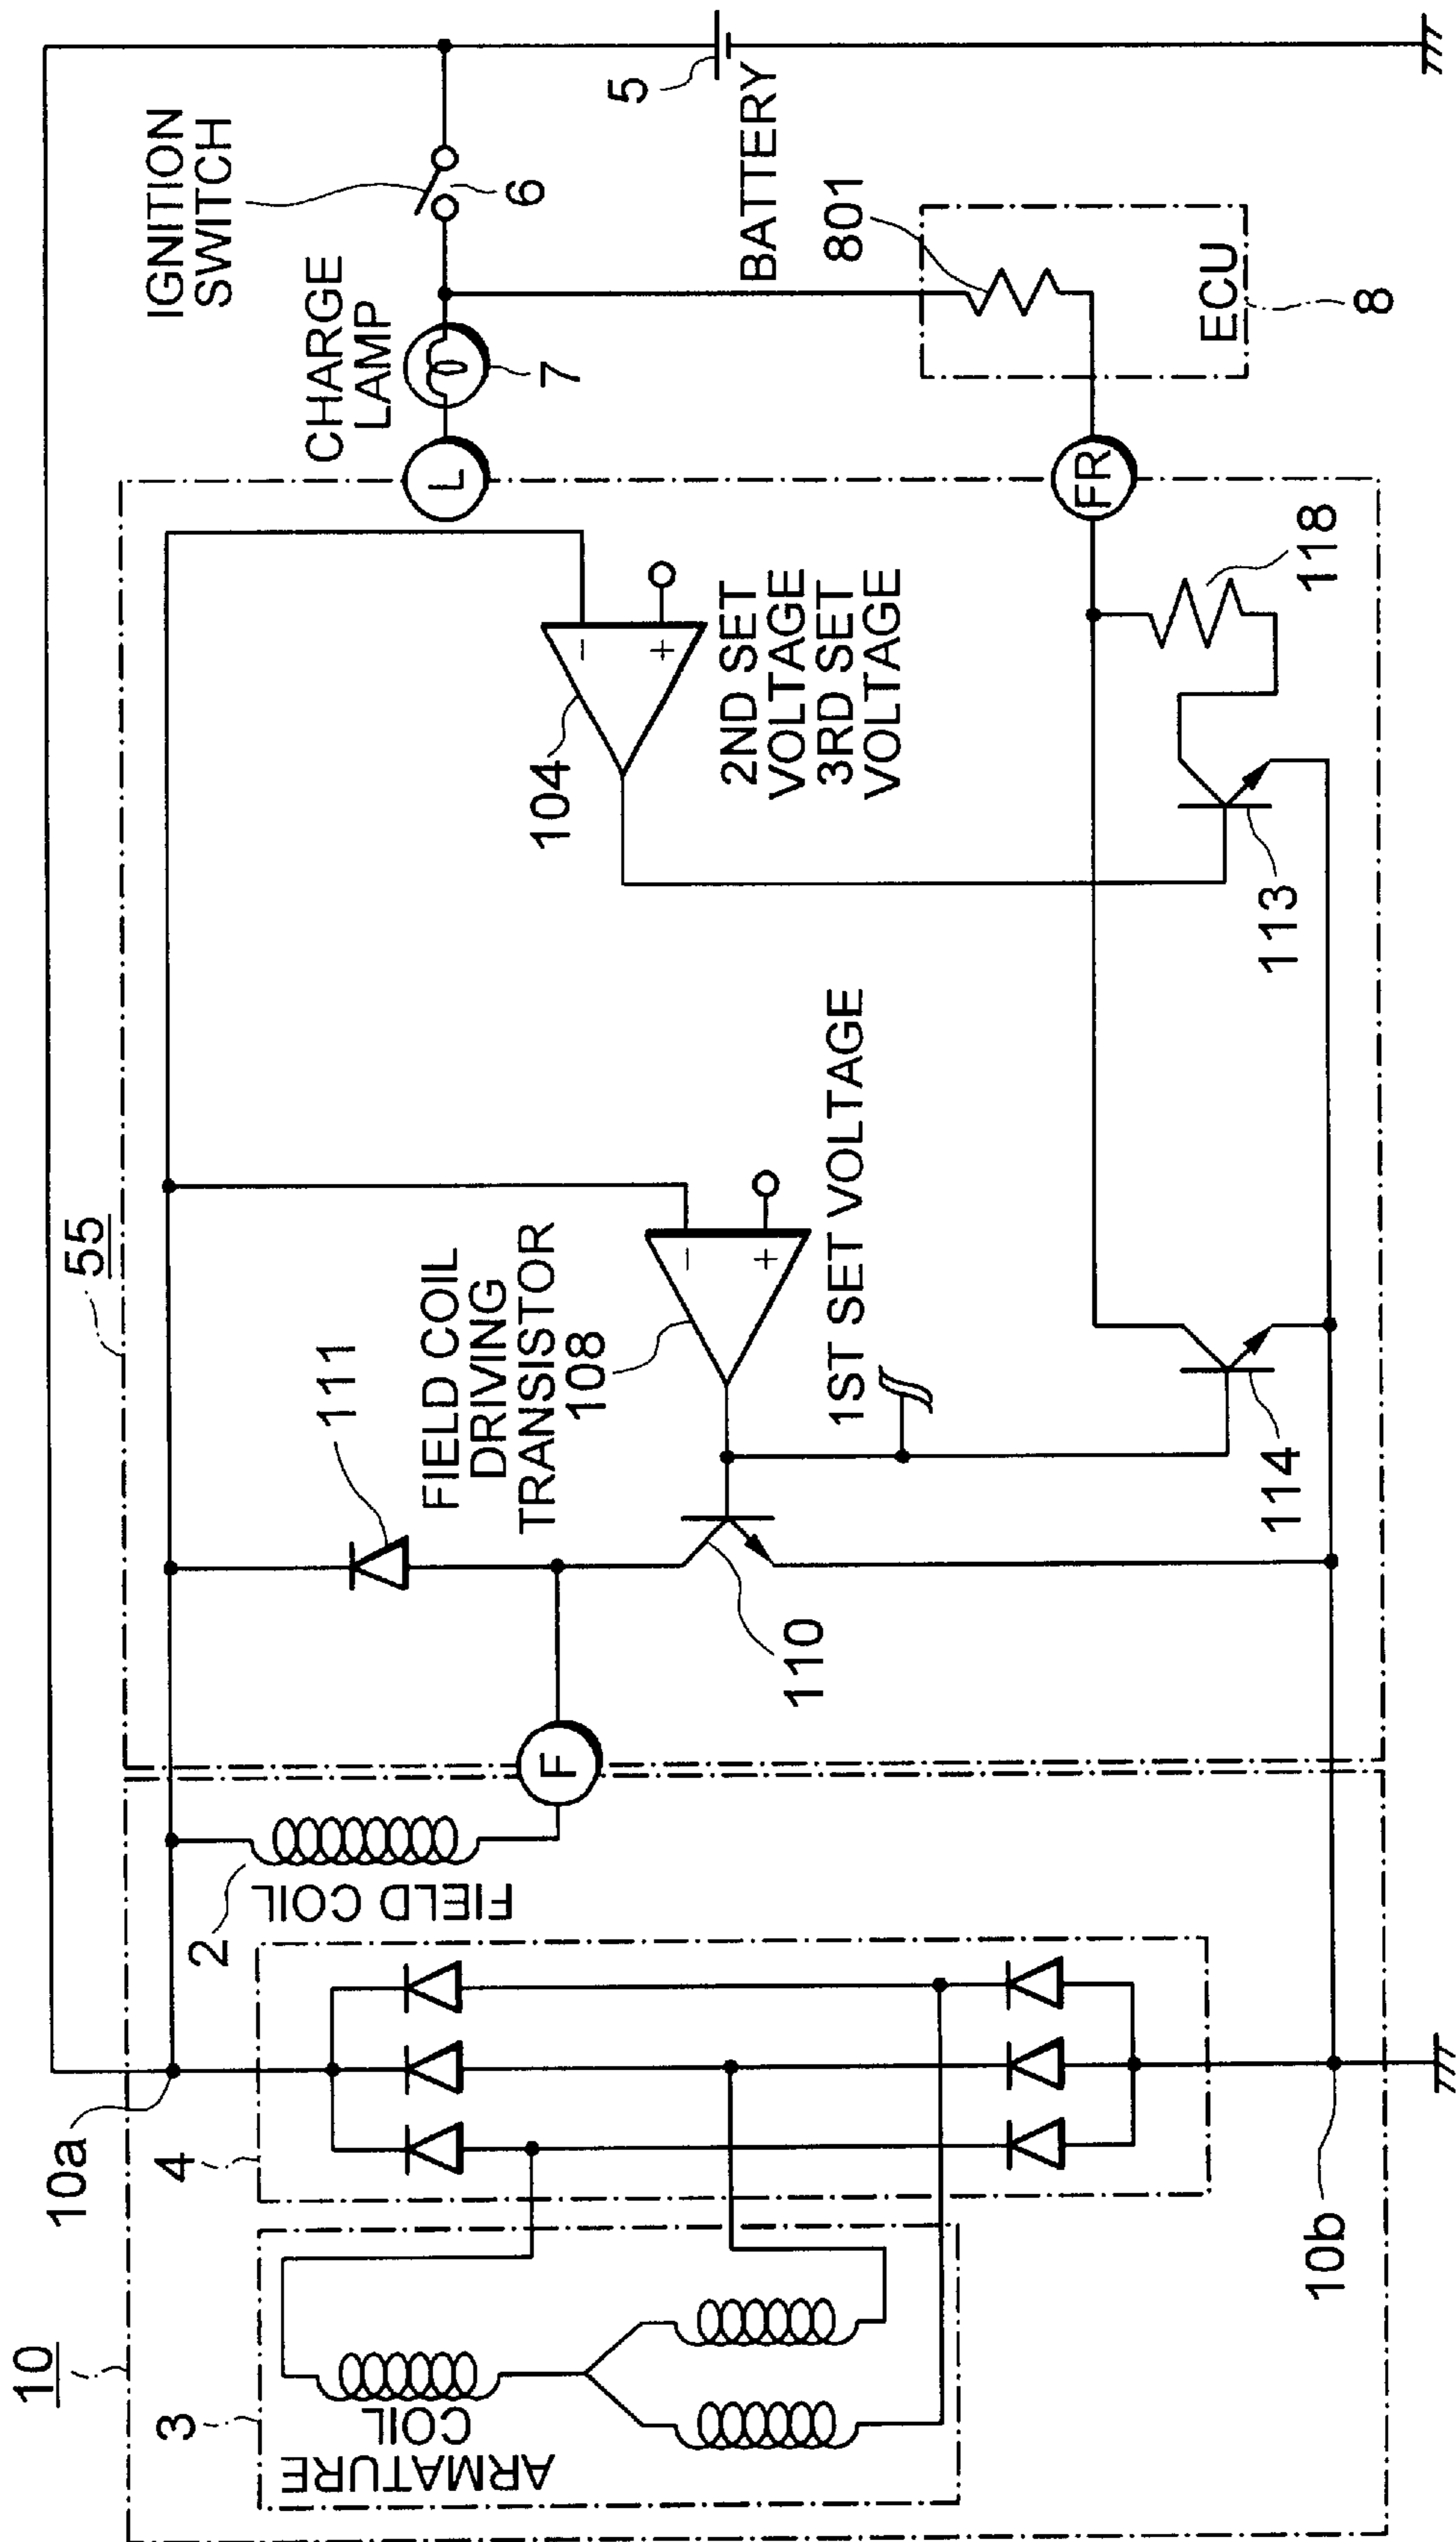 10
3
ARMATURE
COIL
10a
4
2
FIELD COIL
10b
F
55
111
FIELD COIL
DRIVING
TRANSISTOR
108
-
+
110
1ST SET VOLTAGE
114
104
-
+
2ND SET
VOLTAGE
3RD SET
VOLTAGE
113
118
L
FR
CHARGE
LAMP
7
IGNITION
SWITCH
6
5
BATTERY
801
ECU
8